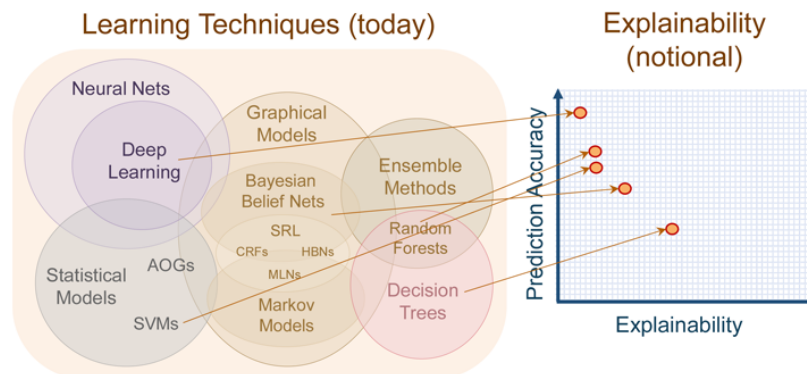 Learning Techniques (today)
Neural Nets
Deep
Learning
Graphical
Models
Bayesian
Belief Nets
SRL
CRFs
HBNs
MLNs
Markov
Models
Ensemble
Methods
Random
Forests
Decision
Trees
Statistical
Models
AOGs
SVMs
Explainability
(notional)
Prediction Accuracy
Explainability